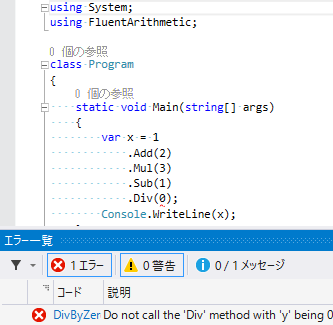 using System;
using FluentArithmetic;
0 個の参照
class Program
{
0 個の参照
static void Main(string[] args)
{
var x = 1
.Add(2)
.Mul(3)
.Sub(1)
.Div(0);
Console.WriteLine(x);
エラー一覧
1 エラー 0 警告 0 / 1 メッセージ
コード 説明
DivByZer Do not call the 'Div' method with 'y' being 0